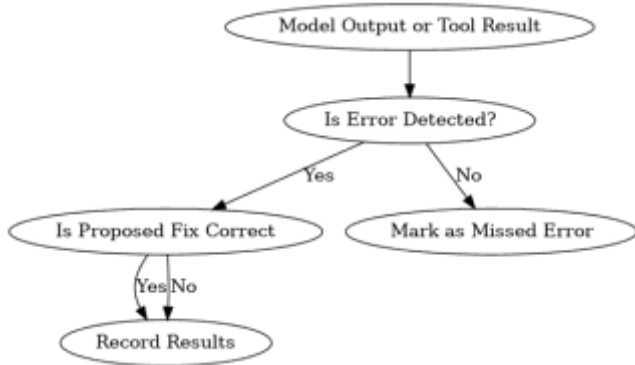 Model Output or Tool Result
Is Error Detected?
Yes
No
Is Proposed Fix Correct
Mark as Missed Error
Yes
No
Record Results